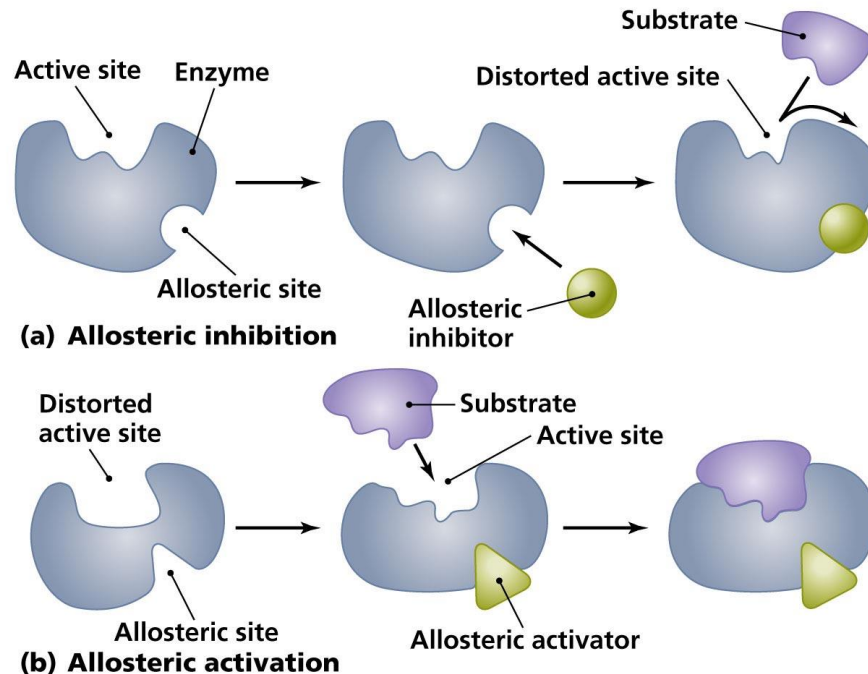 Substrate
Active site
Enzyme
Distorted active site
Allosteric site
Allosteric
inhibitor
(a) Allosteric inhibition
Distorted
active site
Substrate
Active site
Allosteric site
Allosteric activator
(b) Allosteric activation